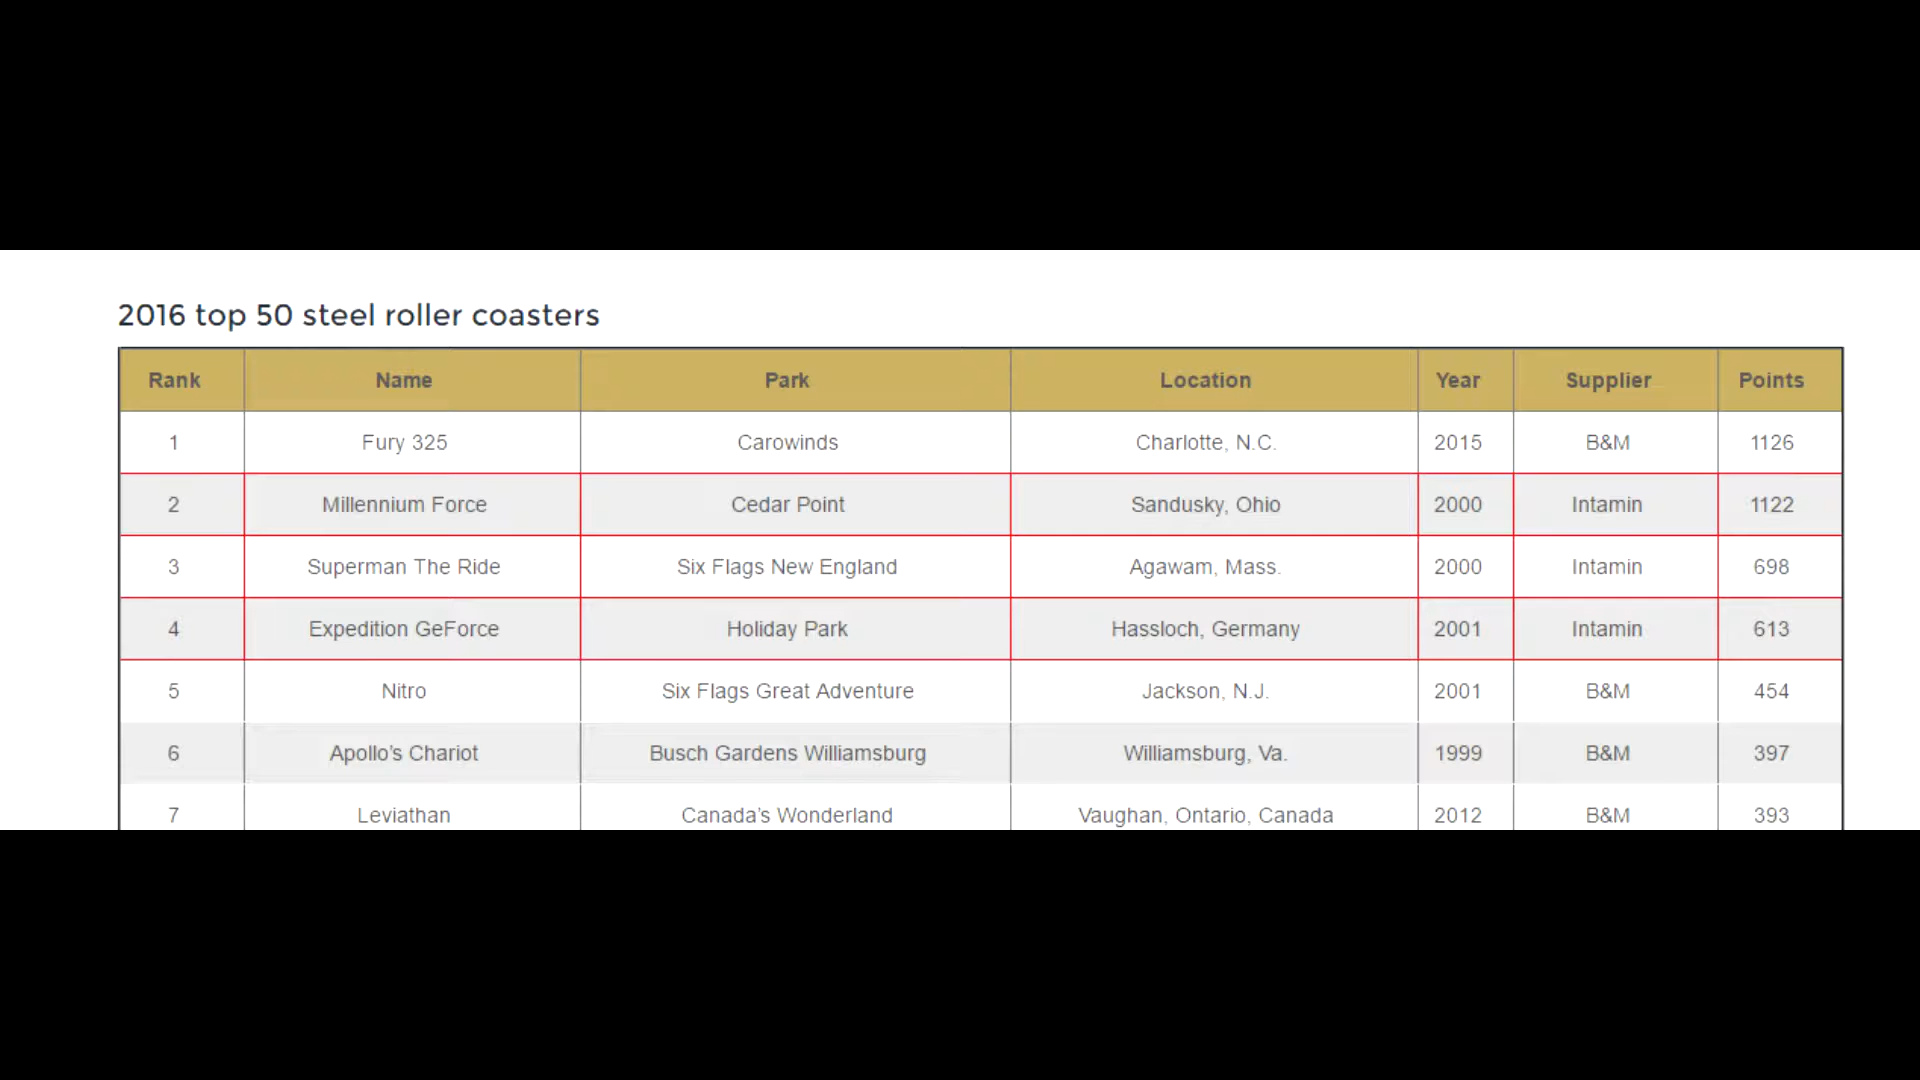 2016 top 50 steel roller coasters
Rank Name Park Location Year Supplier Points
1 Fury 325 Carowinds Charlotte, N.C. 2015 B&M 1126
2 Millennium Force Cedar Point Sandusky, Ohio 2000 Intamin 1122
3 Superman The Ride Six Flags New England Agawam, Mass. 2000 Intamin 698
4 Expedition GeForce Holiday Park Hassloch, Germany 2001 Intamin 613
5 Nitro Six Flags Great Adventure Jackson, N.J. 2001 B&M 454
6 Apollo’s Chariot Busch Gardens Williamsburg Williamsburg, Va. 1999 B&M 397
7 Leviathan Canada’s Wonderland Vaughan, Ontario, Canada 2012 B&M 393